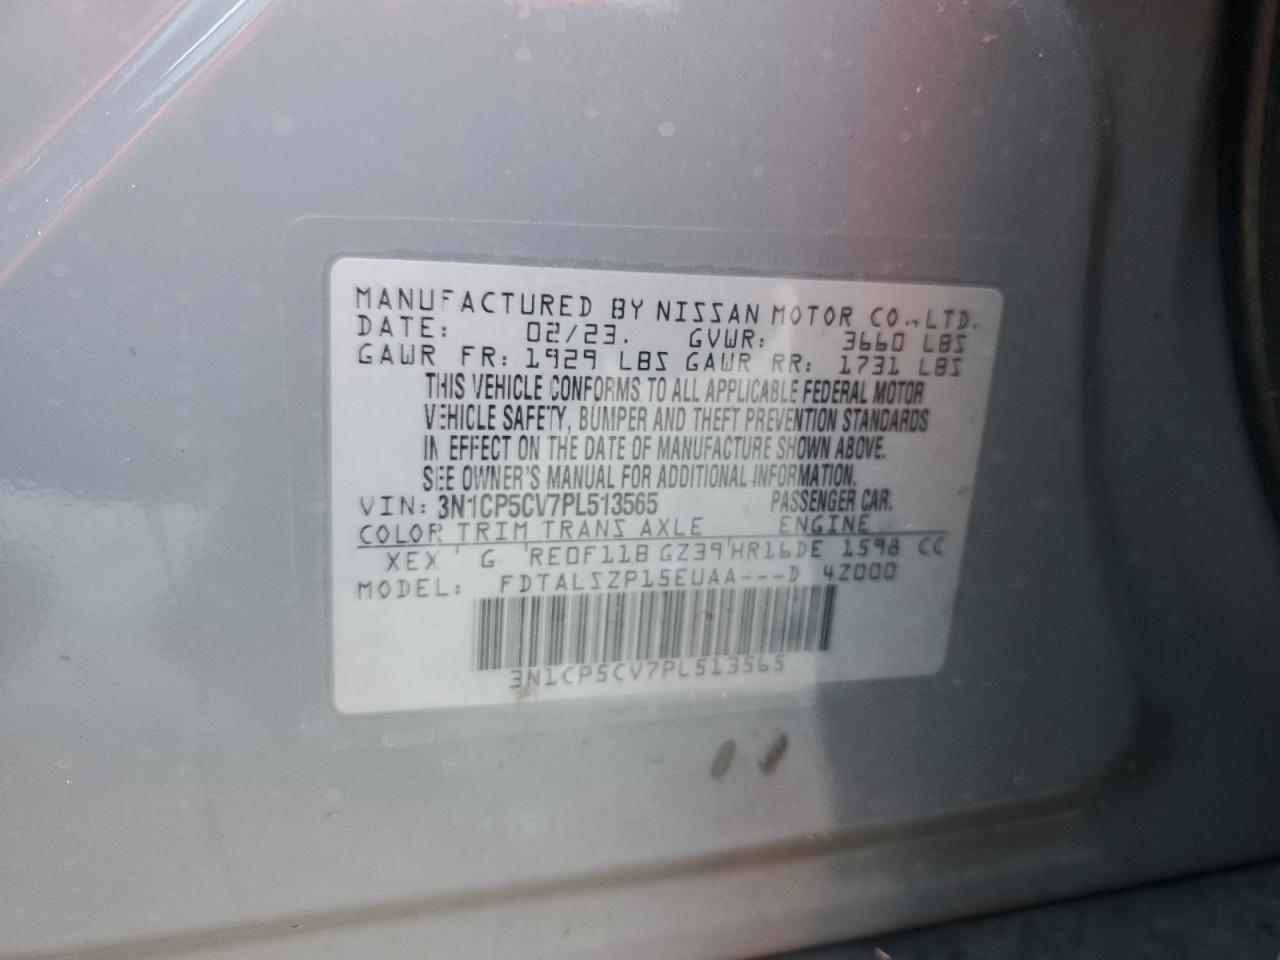 MANUFACTURED BY NISSAN MOTOR CO., LTD.
DATE: 02/23. GVWR: 3660 LBS
GAWR FR: 1929 LBS GAWR RR: 1731 LBS
THIS VEHICLE CONFORMS TO ALL APPLICABLE FEDERAL MOTOR
VEHICLE SAFETY, BUMPER AND THEFT PREVENTION STANDARDS
IN EFFECT ON THE DATE OF MANUFACTURE SHOWN ABOVE.
SEE OWNER'S MANUAL FOR ADDITIONAL INFORMATION.
VIN: 3N1CP5CV7PL513565 PASSENGER CAR.
COLOR TRIM TRANS AXLE ENGINE
XEX G RE0F11B GZ39 HR16DE 1598 CC
MODEL: FDTALSZP15EUAA---D 42000
3N1CP5CV7PL513565